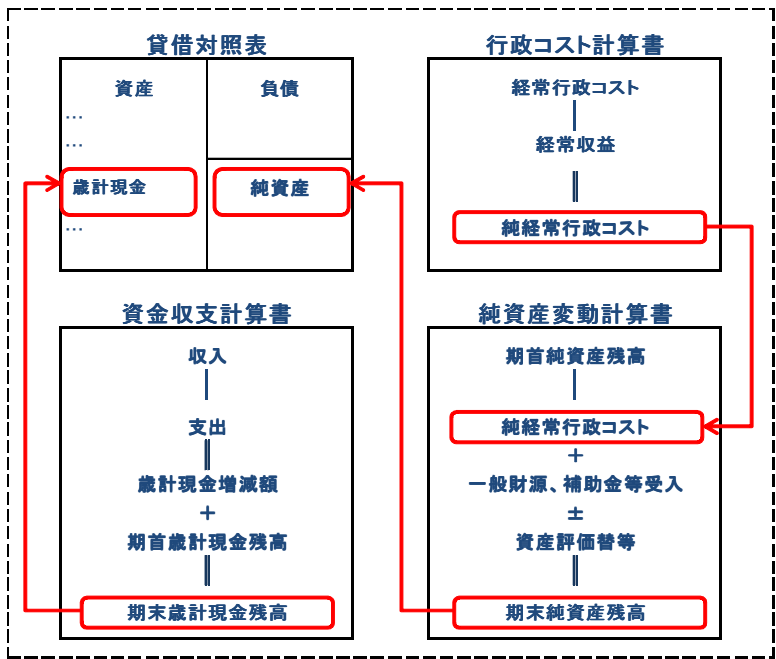 貸借対照表
資産
負債
…
…
歳計現金
純資産
…
行政コスト計算書
経常行政コスト
｜
経常収益
∥
純経常行政コスト
資金収支計算書
収入
｜
支出
∥
歳計現金増減額
＋
期首歳計現金残高
∥
期末歳計現金残高
純資産変動計算書
期首純資産残高
｜
純経常行政コスト
＋
一般財源、補助金等受入
±
資産評価替等
∥
期末純資産残高